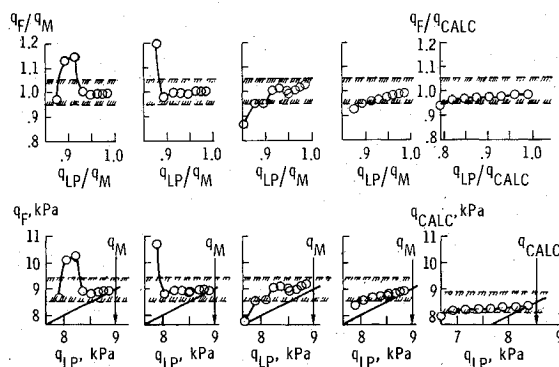 q_F/q_M
q_F/q_CALC
1.2
1.1
1.0
.9
.8
1.2
1.1
1.0
.9
.8
.9 1.0
.9 1.0
.9 1.0
.9 1.0
.8 .9 1.0
q_LP/q_M
q_LP/q_M
q_LP/q_M
q_LP/q_M
q_LP/q_CALC
q_F, kPa
q_CALC, kPa
q_M
q_M
q_CALC
11
10
9
8
11
10
9
8
10
9
8
8 9
8 9
8 9
8 9
7 8 9
q_LP, kPa
q_LP, kPa
q_LP, kPa
q_LP, kPa
q_LP, kPa